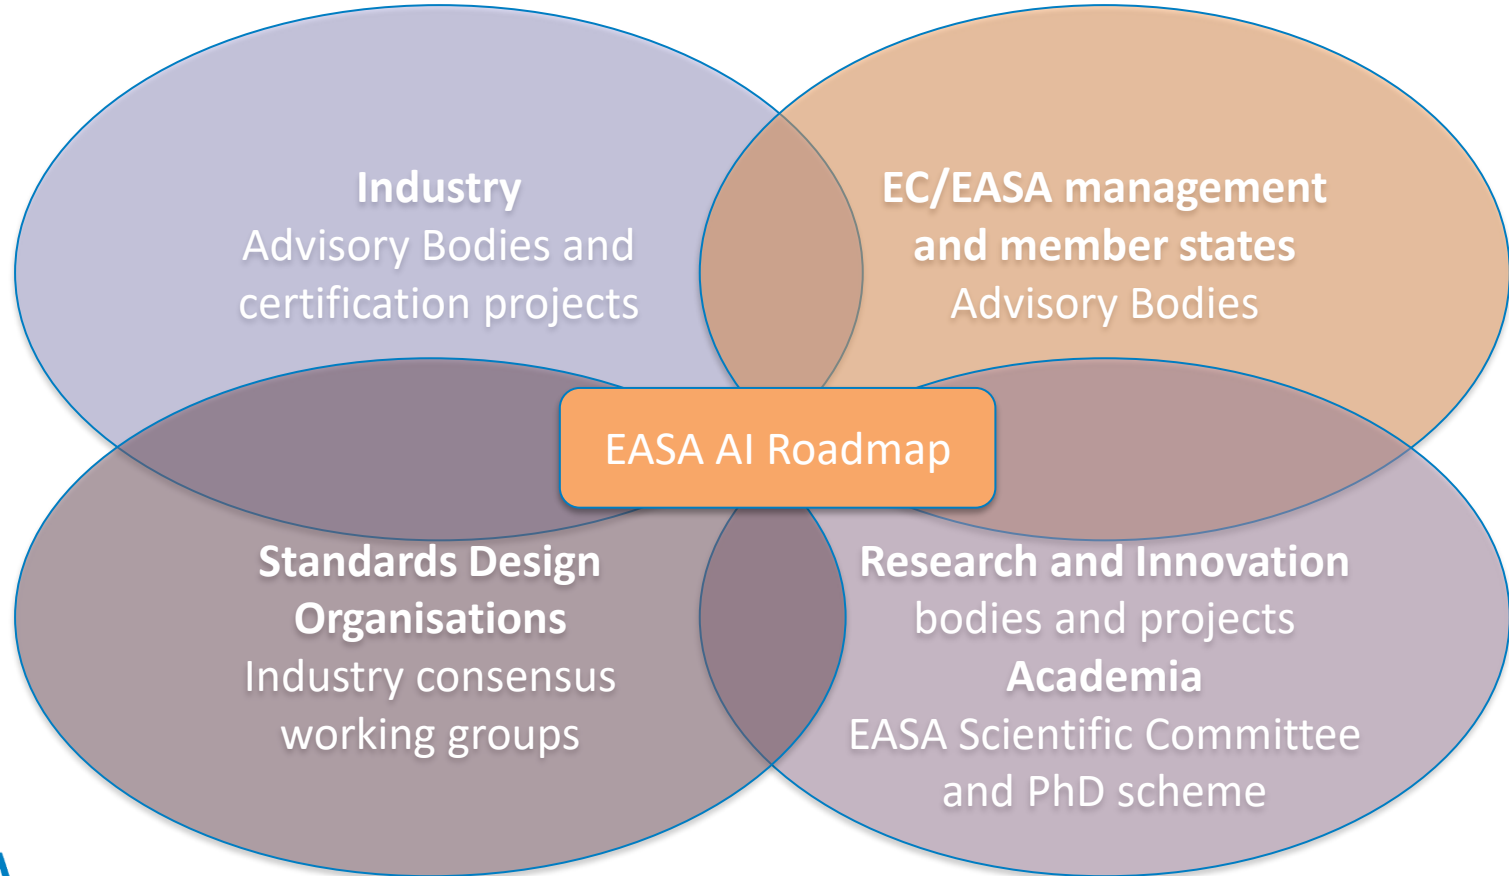 Industry
Advisory Bodies and
certification projects
EC/EASA management
and member states
Advisory Bodies
EASA AI Roadmap
Standards Design
Organisations
Industry consensus
working groups
Research and Innovation
bodies and projects
Academia
EASA Scientific Committee
and PhD scheme